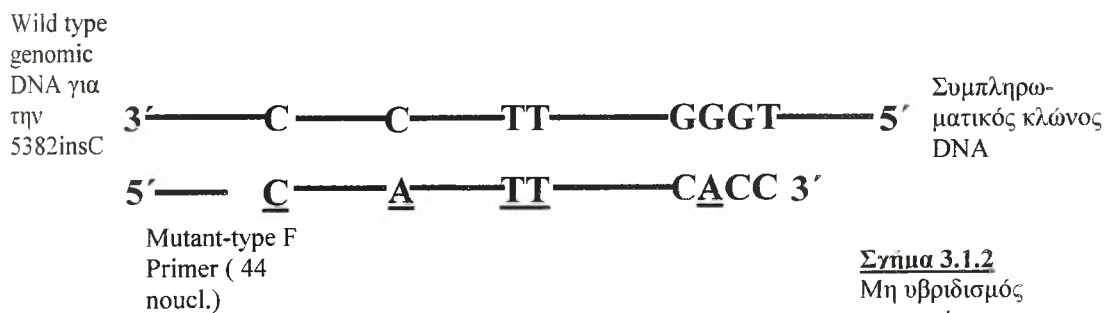 Wild type
genomic
DNA για
την
5382insC
3´ C C TT GGGT 5´
Συμπληρω-
ματικός κλώνος
DNA
5´ C A TT CACC 3´
Mutant-type F
Primer ( 44
noucl.)
Σχήμα 3.1.2
Μη υβριδισμός